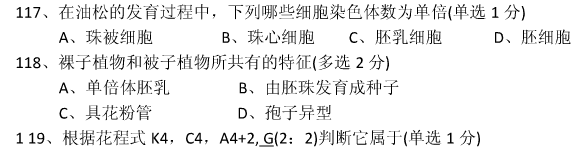 117、在油松的发育过程中，下列哪些细胞染色体数为单倍(单选 1 分)
A、珠被细胞 B、珠心细胞 C、胚乳细胞 D、胚细胞
118、裸子植物和被子植物所共有的特征(多选 2 分)
A、单倍体胚乳 B、由胚珠发育成种子
C、具花粉管 D、孢子异型
1 19、根据花程式 K4，C4，A4+2, G(2：2)判断它属于(单选 1 分)